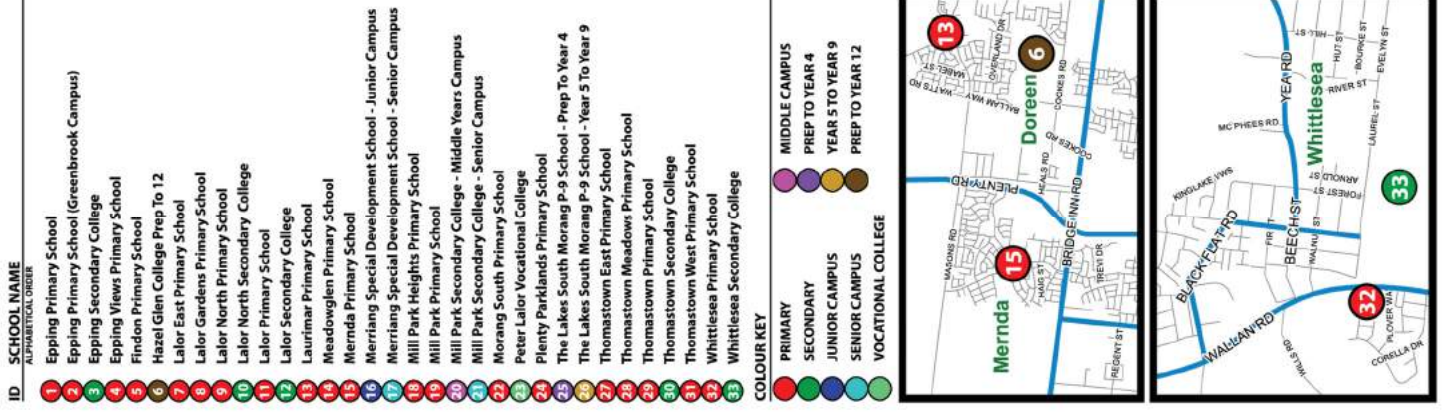 ID SCHOOL NAME
ALPHABETICAL ORDER
1 Epping Primary School
2 Epping Primary School (Greenbrook Campus)
3 Epping Secondary College
4 Epping Views Primary School
5 Findon Primary School
6 Hazel Glen College Prep To 12
7 Lalor East Primary School
8 Lalor Gardens Primary School
9 Lalor North Primary School
10 Lalor North Secondary College
11 Lalor Primary School
12 Lalor Secondary College
13 Laurimar Primary School
14 Meadowglen Primary School
15 Mernda Primary School
16 Merriang Special Development School - Junior Campus
17 Merriang Special Development School - Senior Campus
18 Mill Park Heights Primary School
19 Mill Park Primary School
20 Mill Park Secondary College - Middle Years Campus
21 Mill Park Secondary College - Senior Campus
22 Morang South Primary School
23 Peter Lalor Vocational College
24 Plenty Parklands Primary School
25 The Lakes South Morang P-9 School - Prep To Year 4
26 The Lakes South Morang P-9 School - Year 5 To Year 9
27 Thomastown East Primary School
28 Thomastown Meadows Primary School
29 Thomastown Primary School
30 Thomastown Secondary College
31 Thomastown West Primary School
32 Whittlesea Primary School
33 Whittlesea Secondary College
COLOUR KEY
PRIMARY
SECONDARY
JUNIOR CAMPUS
SENIOR CAMPUS
VOCATIONAL COLLEGE
MIDDLE CAMPUS
PREP TO YEAR 4
YEAR 5 TO YEAR 9
PREP TO YEAR 12
13
WATTS RD
MABEL ST
OVERLAND DR
BALLAM WAY
6
Doreen
COOKES RD
COOKES RD
PLENTY RD
HEALS RD
MASONS RD
15
Mernda
HAIG ST
BRIDGE INN RD
TREVI DR
REGENT ST
HILL ST
HUT ST
BOURKE ST
EVELYN ST
YEA RD
RIVER ST
Whittlesea
MC PHEES RD
LAUREL ST
KINGLAKE VWS
ARNOLD ST
FOREST ST
33
BLACK FLAT RD
FIR ST
BEECH ST
WALNUT ST
WALLAN RD
32
PLOVER WA
WILLS RD
CORELLA DR